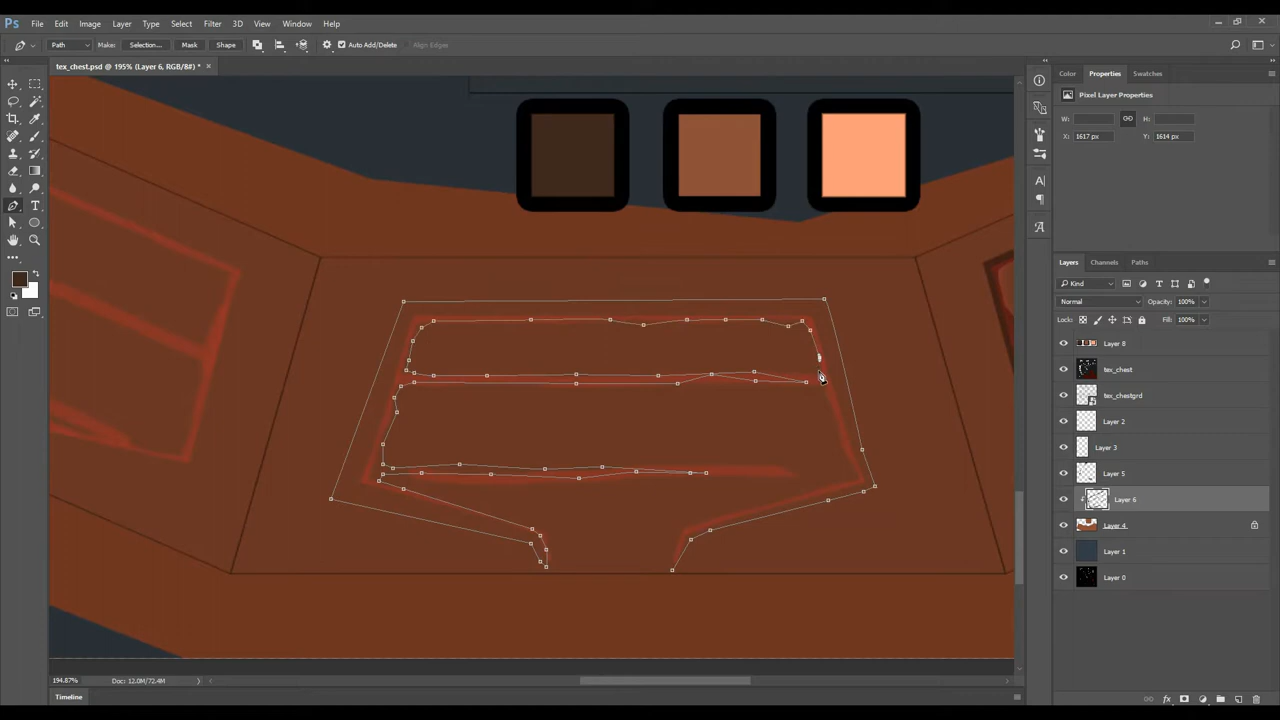 Ps File Edit Image Layer Type Select Filter 3D View Window Help
Path Make: Selection... Mask Shape Auto Add/Delete Align Edges
tex_chest.psd @ 195% (Layer 6, RGB/8#) * ×
Color Properties Swatches
Pixel Layer Properties
W: H:
X: 1617 px Y: 1614 px
Layers Channels Paths
Kind
Normal Opacity: 100%
Lock: Fill: 100%
Layer 8
tex_chest
tex_chestgrd
Layer 2
Layer 3
Layer 5
Layer 6
Layer 4
Layer 1
Layer 0
194.87% Doc: 12.0M/72.4M
Timeline